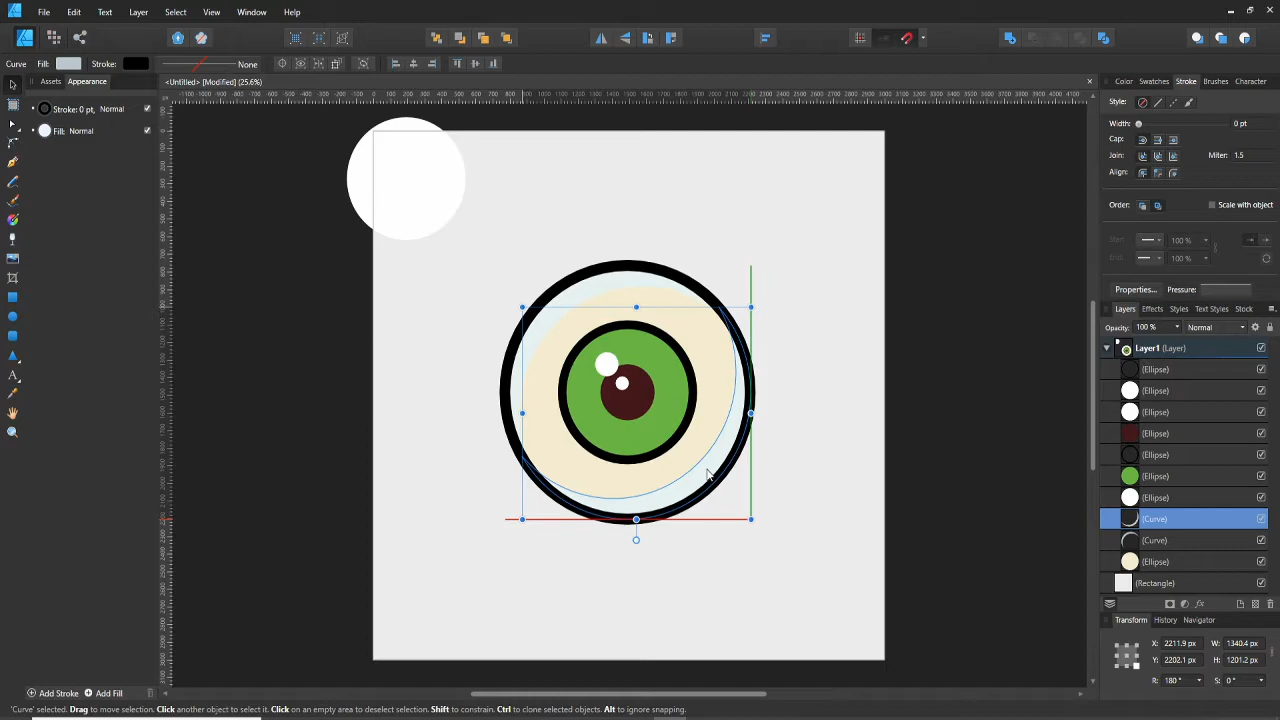 File Edit Text Layer Select View Window Help
Curve Fill: Stroke: None
Assets Appearance
<Untitled> [Modified] (25.6%)
Color Swatches Stroke Brushes Character
Stroke: 0 pt, Normal
Fill: Normal
Style:
Width: 0 pt
Cap:
Join: Miter: 1.5
Align:
Order: Scale with object
Start 100%
End 100%
Properties... Pressure:
Layers Effects Styles Text Styles Stock
Opacity: 100 % Normal
Layer1 (Layer)
(Ellipse)
(Ellipse)
(Ellipse)
(Ellipse)
(Ellipse)
(Ellipse)
(Ellipse)
(Curve)
(Curve)
(Ellipse)
(Rectangle)
Transform History Navigator
X: 2211.9 px W: 1340.4 px
Y: 2202.1 px H: 1201.2 px
R: 180 ° S: 0 °
Add Stroke Add Fill
'Curve' selected. Drag to move selection. Click another object to select it. Click on an empty area to deselect selection. Shift to constrain. Ctrl to clone selected objects. Alt to ignore snapping.